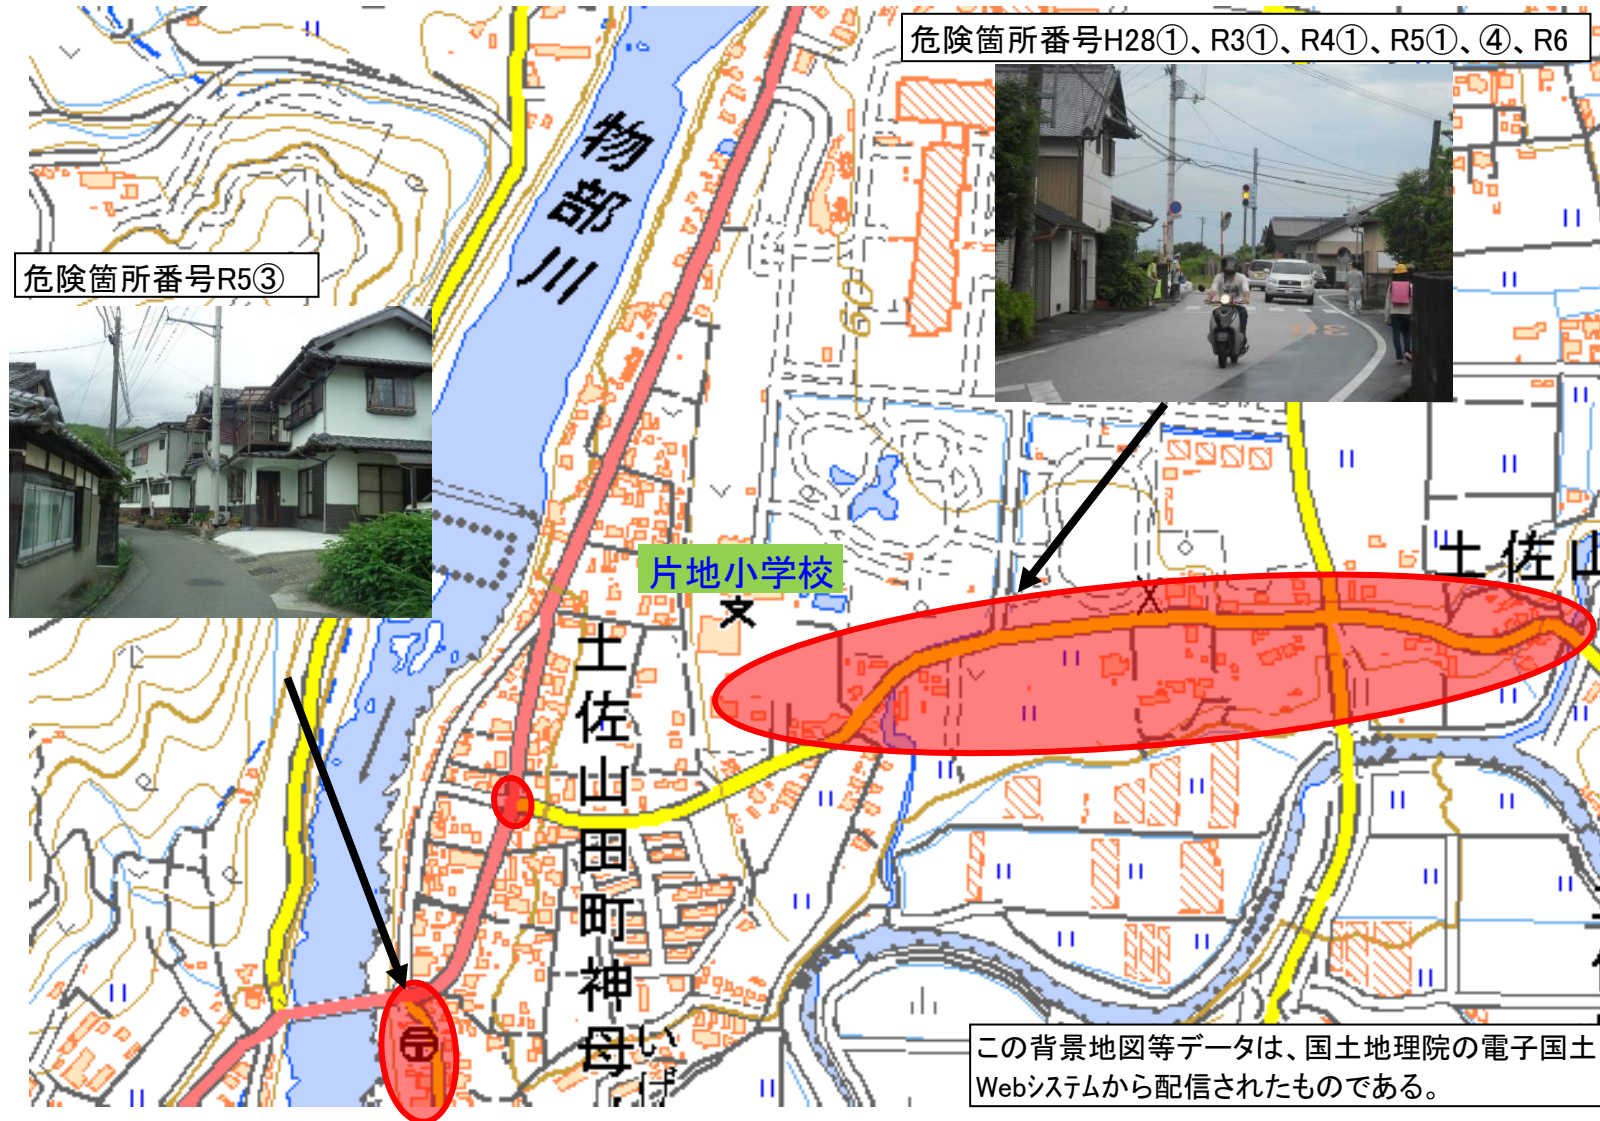 危険箇所番号H28①、R3①、R4①、R5①、④、R6
物部川
危険箇所番号R5③
60
片地小学校
土佐山
土佐山田町神母
いげ
この背景地図等データは、国土地理院の電子国土
Webシステムから配信されたものである。